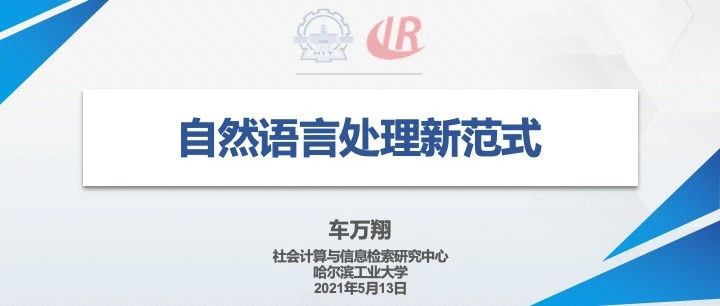 IR
自然语言处理新范式
车万翔
社会计算与信息检索研究中心
哈尔滨工业大学
2021年5月13日